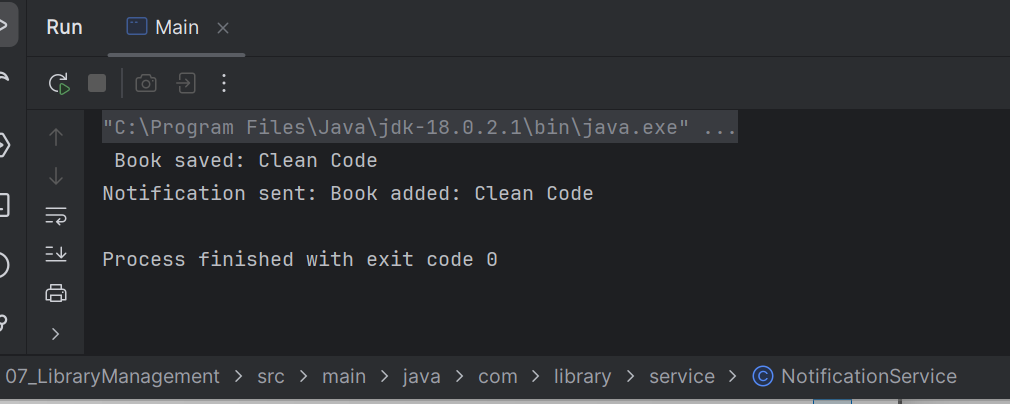 Run Main
"C:\Program Files\Java\jdk-18.0.2.1\bin\java.exe" ...
Book saved: Clean Code
Notification sent: Book added: Clean Code
Process finished with exit code 0
07_LibraryManagement > src > main > java > com > library > service > NotificationService